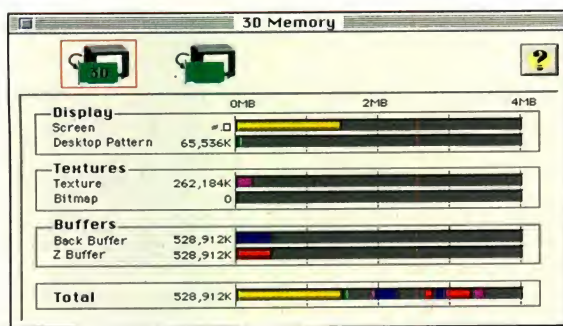 3D Memory
3D
?
0MB 2MB 4MB
Display
Screen ≠.□
Desktop Pattern 65,536K
Textures
Texture 262,184K
Bitmap 0
Buffers
Back Buffer 528,912K
Z Buffer 528,912K
Total 528,912K